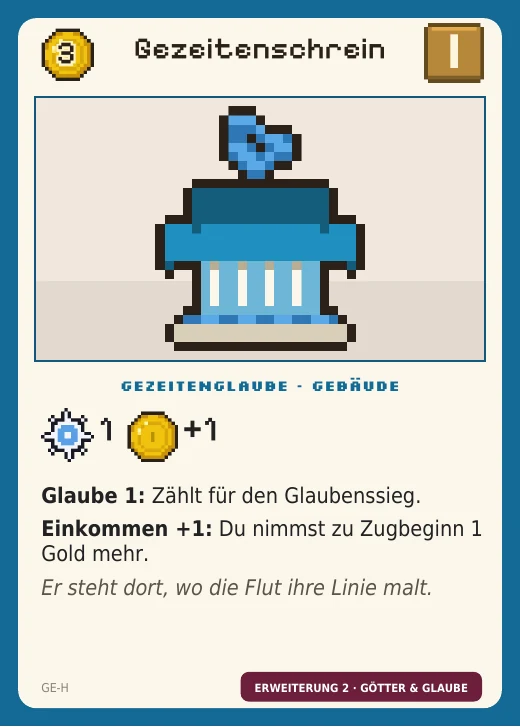 3 Gezeitenschrein I
GEZEITENGLAUBE · GEBÄUDE
1 +1
Glaube 1: Zählt für den Glaubenssieg.
Einkommen +1: Du nimmst zu Zugbeginn 1
Gold mehr.
Er steht dort, wo die Flut ihre Linie malt.
GE-H ERWEITERUNG 2 · GÖTTER & GLAUBE